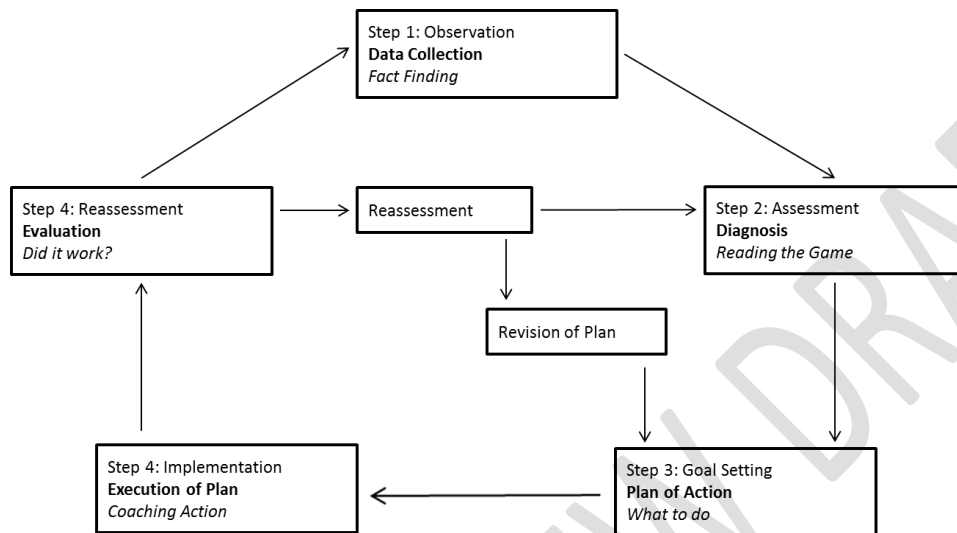 Step 1: Observation
Data Collection
Fact Finding
Step 4: Reassessment
Evaluation
Did it work?
Reassessment
Step 2: Assessment
Diagnosis
Reading the Game
Revision of Plan
Step 4: Implementation
Execution of Plan
Coaching Action
Step 3: Goal Setting
Plan of Action
What to do